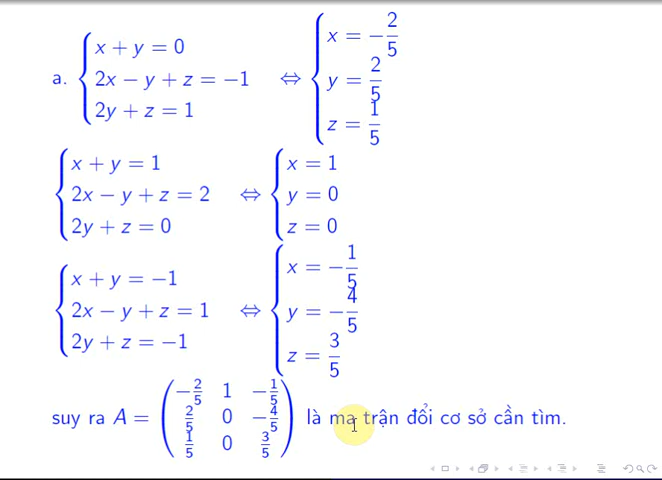 a. { x + y = 0, 2x − y + z = −1, 2y + z = 1 ⇔ { x = −2/5, y = 2/5, z = 1/5
{ x + y = 1, 2x − y + z = 2, 2y + z = 0 ⇔ { x = 1, y = 0, z = 0
{ x + y = −1, 2x − y + z = 1, 2y + z = −1 ⇔ { x = −1/5, y = −4/5, z = 3/5
suy ra A = ( −2/5 1 −1/5 ; 2/5 0 −4/5 ; 1/5 0 3/5 ) là ma trận đổi cơ sở cần tìm.